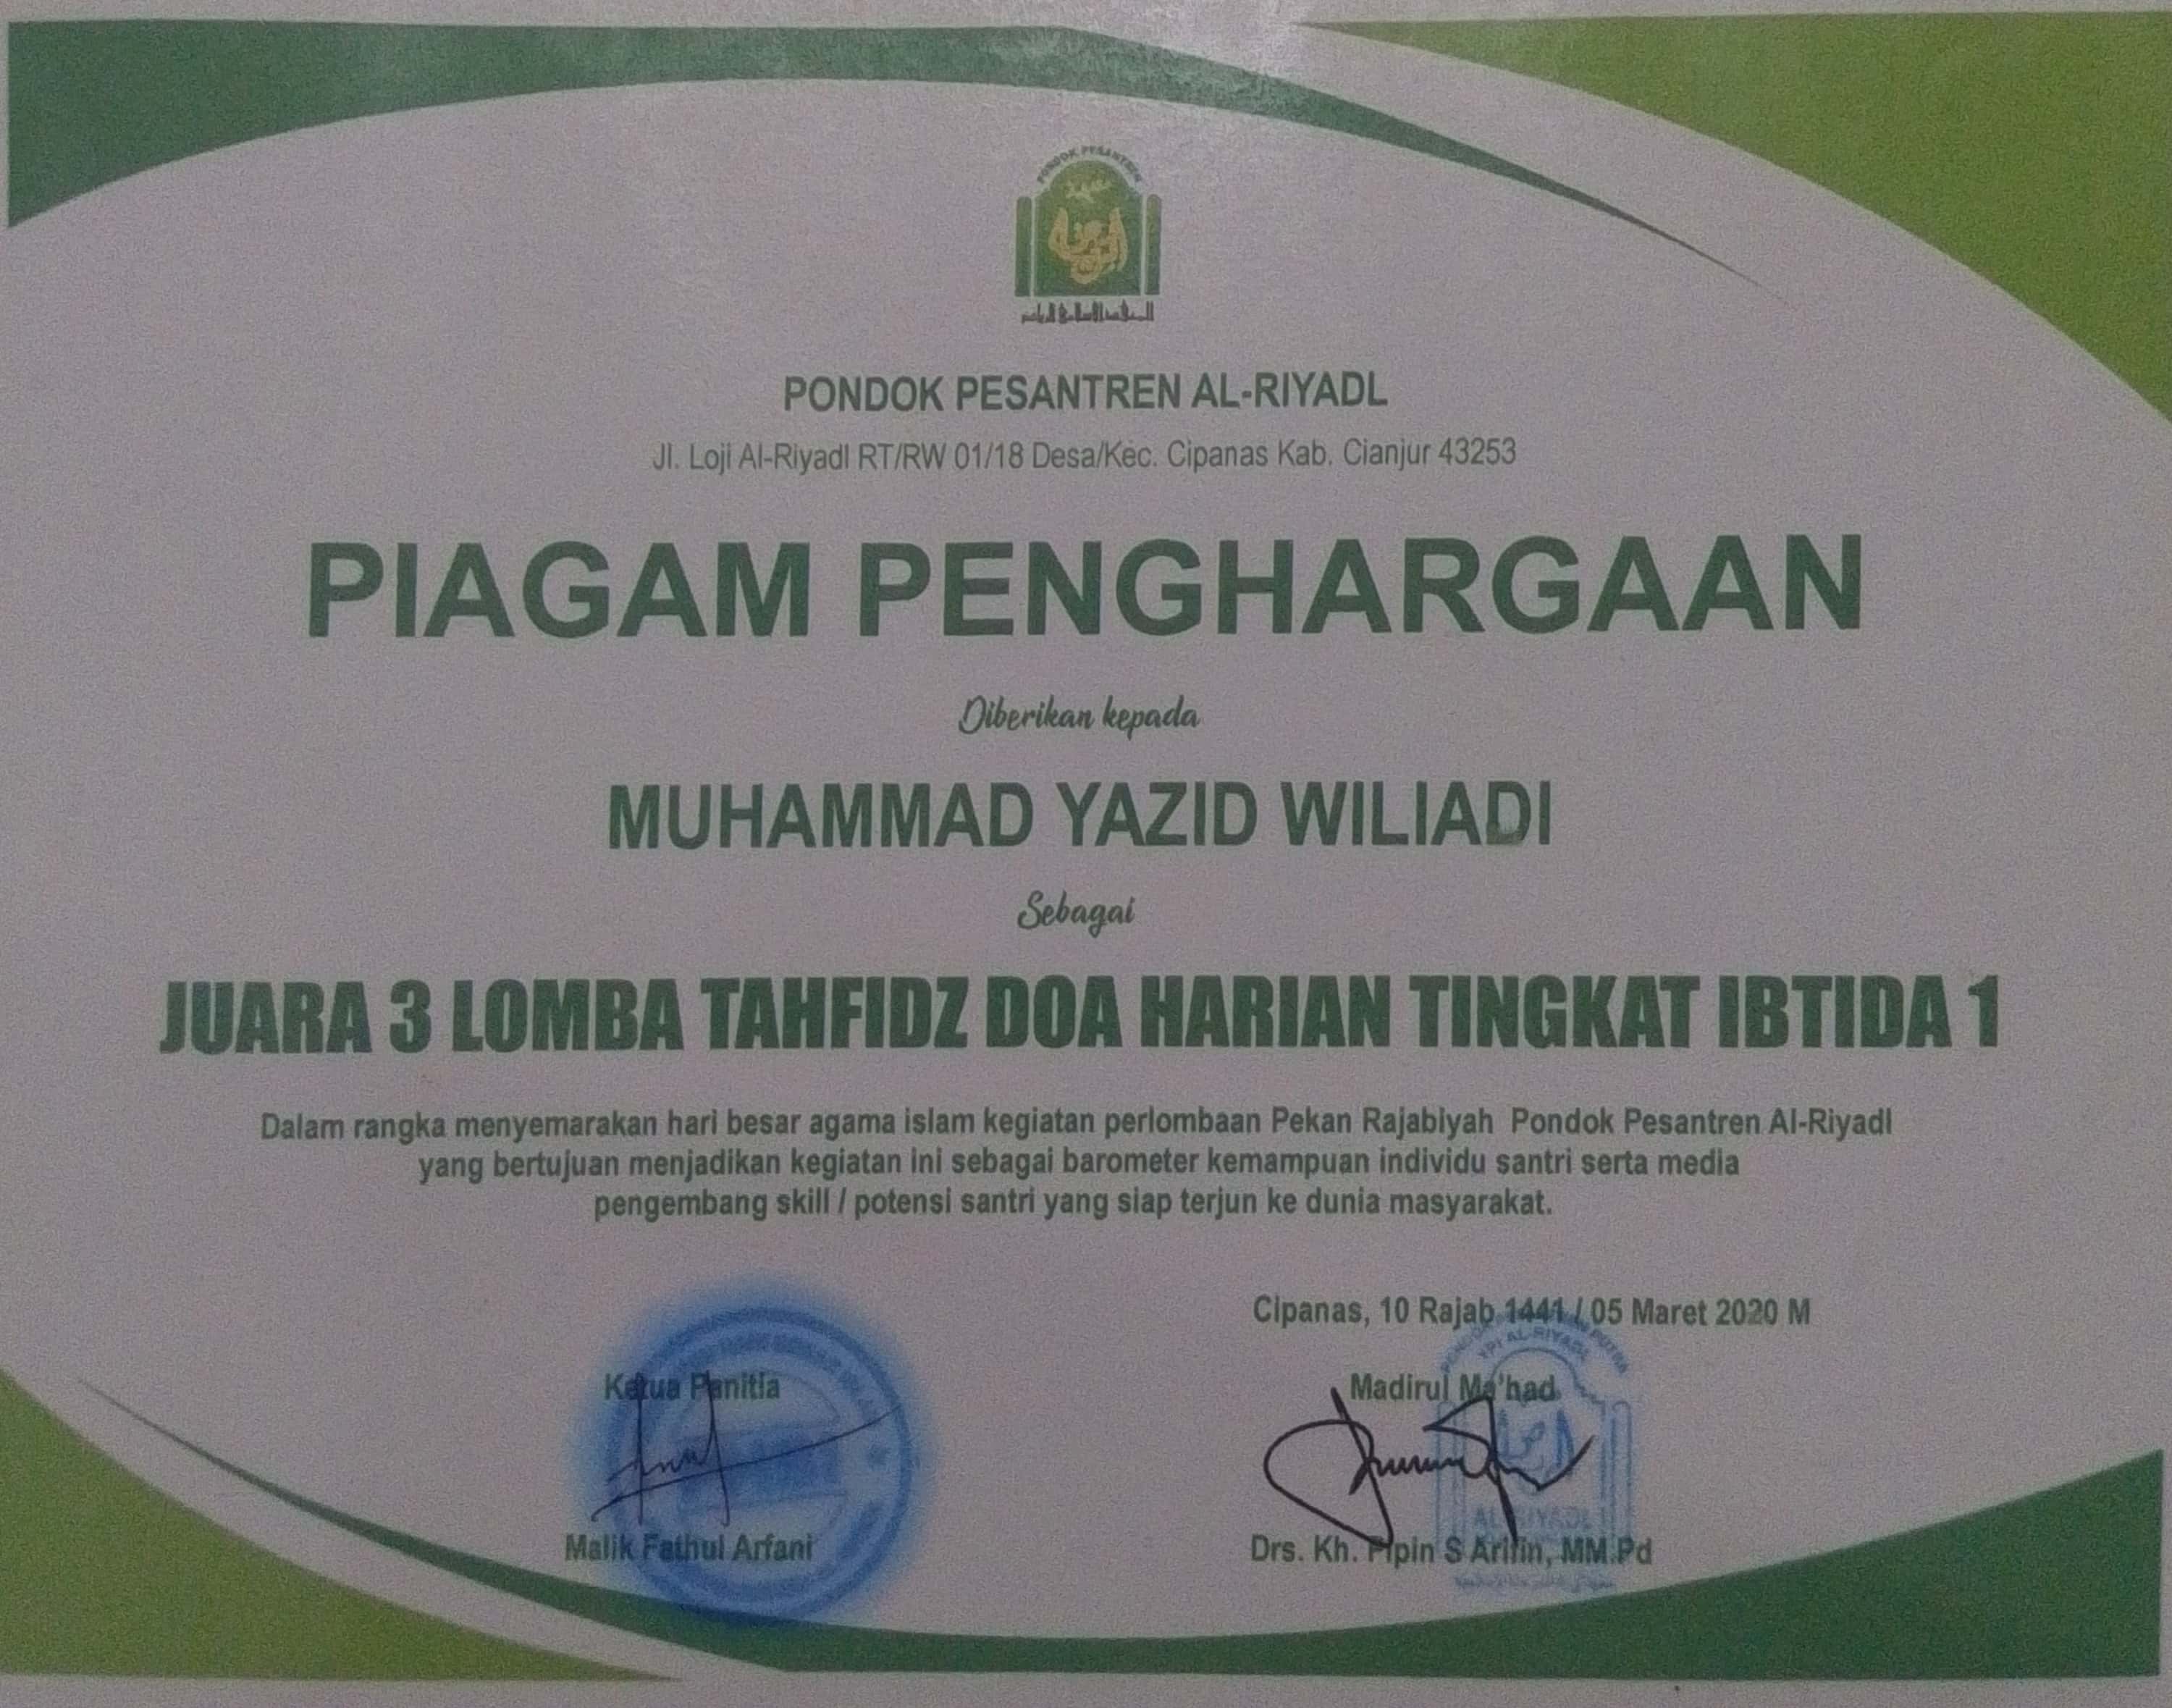 PONDOK PESANTREN
PONDOK PESANTREN AL-RIYADL
Jl. Loji Al-Riyadl RT/RW 01/18 Desa/Kec. Cipanas Kab. Cianjur 43253
PIAGAM PENGHARGAAN
Diberikan kepada
MUHAMMAD YAZID WILIADI
Sebagai
JUARA 3 LOMBA TAHFIDZ DOA HARIAN TINGKAT IBTIDA 1
Dalam rangka menyemarakan hari besar agama islam kegiatan perlombaan Pekan Rajabiyah Pondok Pesantren Al-Riyadl
yang bertujuan menjadikan kegiatan ini sebagai barometer kemampuan individu santri serta media
pengembang skill / potensi santri yang siap terjun ke dunia masyarakat.
Cipanas, 10 Rajab 1441 / 05 Maret 2020 M
Ketua Panitia
Madirul Ma'had
YPI AL-RIYADL
AL-RIYADL
Malik Fathul Arfani
Drs. Kh. Pipin S Arifin, MM.Pd